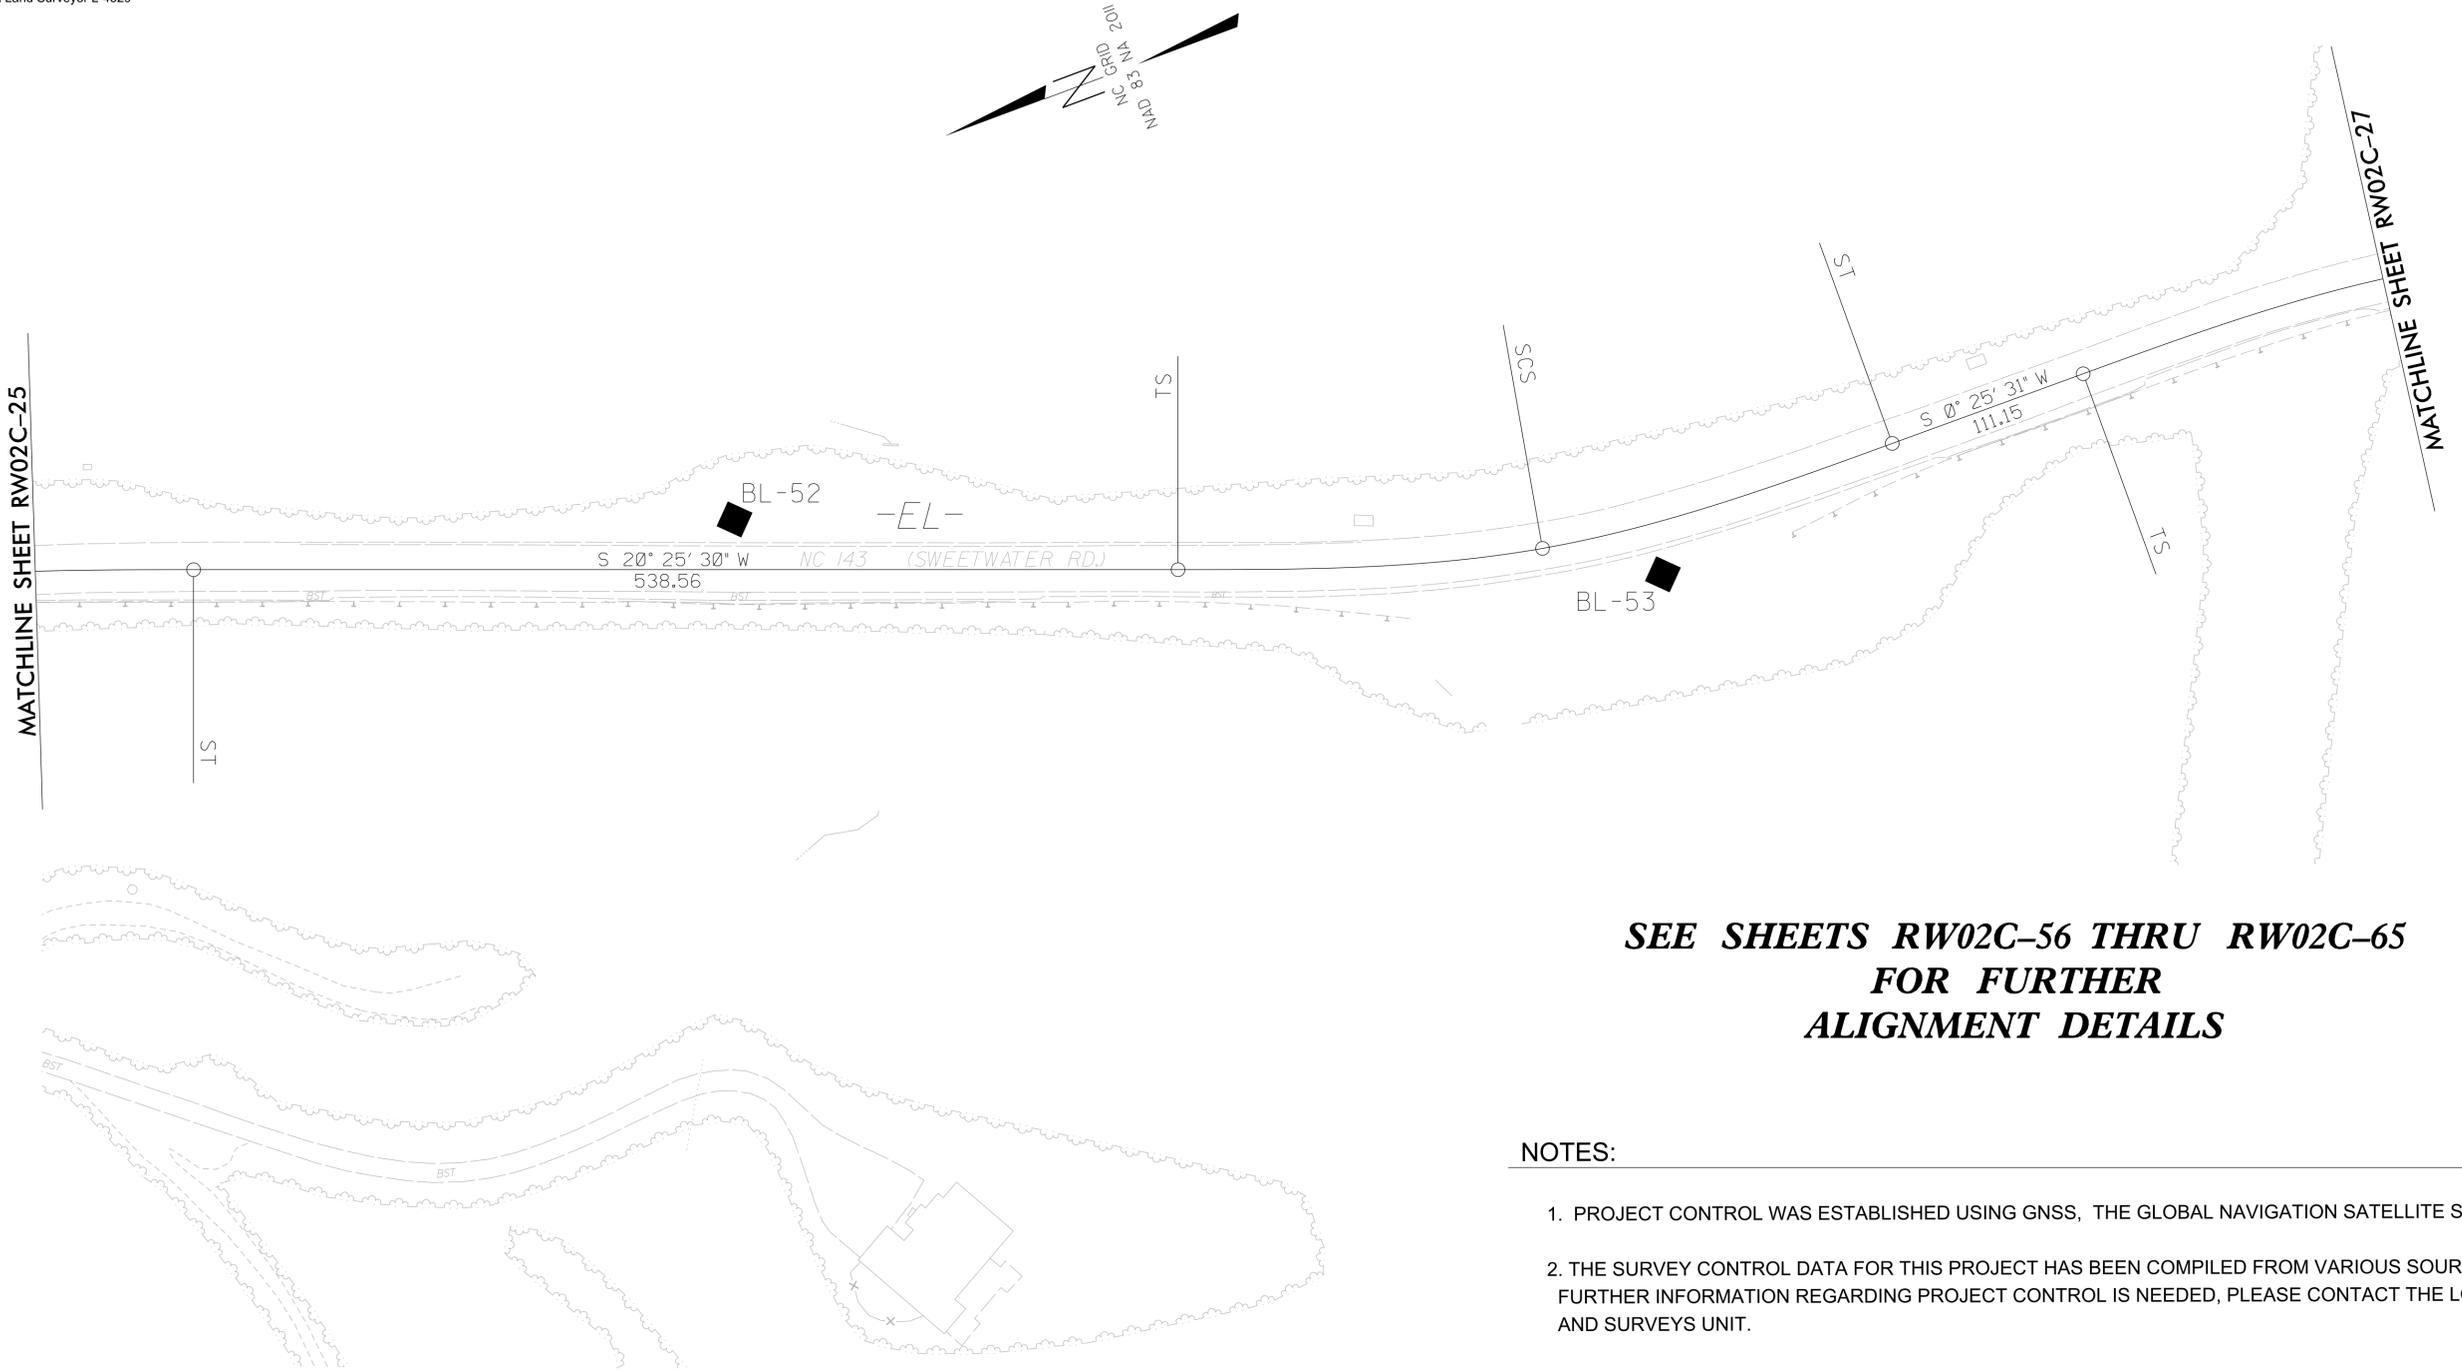 Land Surveyor L-4829
NC GRID
NAD 83 NA 2011
N
MATCHLINE SHEET RW02C–25
MATCHLINE SHEET RW02C–27
ST
TS
SCS
ST
TS
S 0° 25' 31" W
111.15
BL-52
-EL-
S 20° 25' 30" W
538.56
NC 143 (SWEETWATER RD.)
BST
BST
BST
BL-53
BST
BST
SEE SHEETS RW02C–56 THRU RW02C–65
FOR FURTHER
ALIGNMENT DETAILS
NOTES:
1. PROJECT CONTROL WAS ESTABLISHED USING GNSS, THE GLOBAL NAVIGATION SATELLITE S
2. THE SURVEY CONTROL DATA FOR THIS PROJECT HAS BEEN COMPILED FROM VARIOUS SOUR
FURTHER INFORMATION REGARDING PROJECT CONTROL IS NEEDED, PLEASE CONTACT THE LO
AND SURVEYS UNIT.